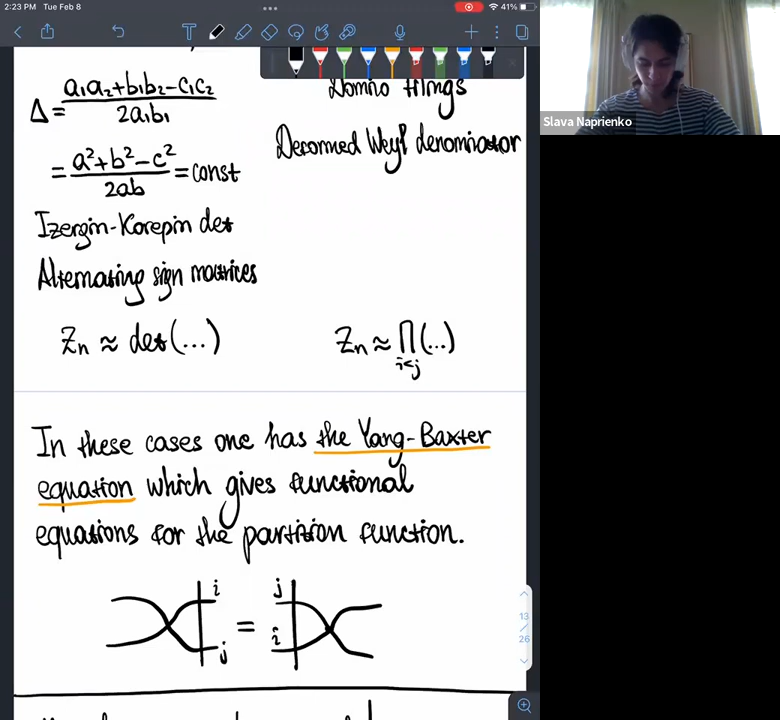 2:23 PM Tue Feb 8
41%
Δ = a₁a₂+b₁b₂-c₁c₂ / 2a₁b₁
= a²+b²-c² / 2ab = const
Izergin-Korepin det
Alternating sign matrices
Zn ≈ det(...)
Domino tilings
Deformed Weyl denominator
Zn ≈ ∏ i<j (...)
In these cases one has the Yang-Baxter
equation which gives functional
equations for the partition function.
i
j
=
j
i
13
/
26
Slava Naprienko